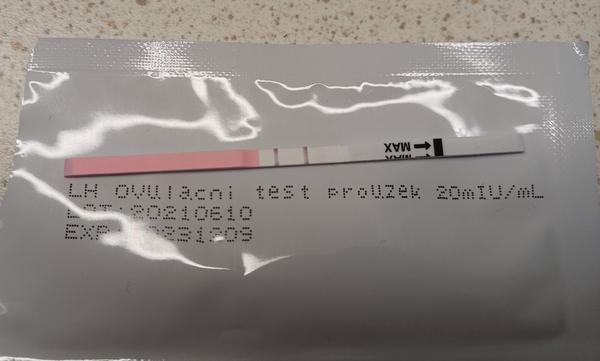 MAX
LH Ovulacni test prouzek 20mIU/mL
LOT 20210610
EXP